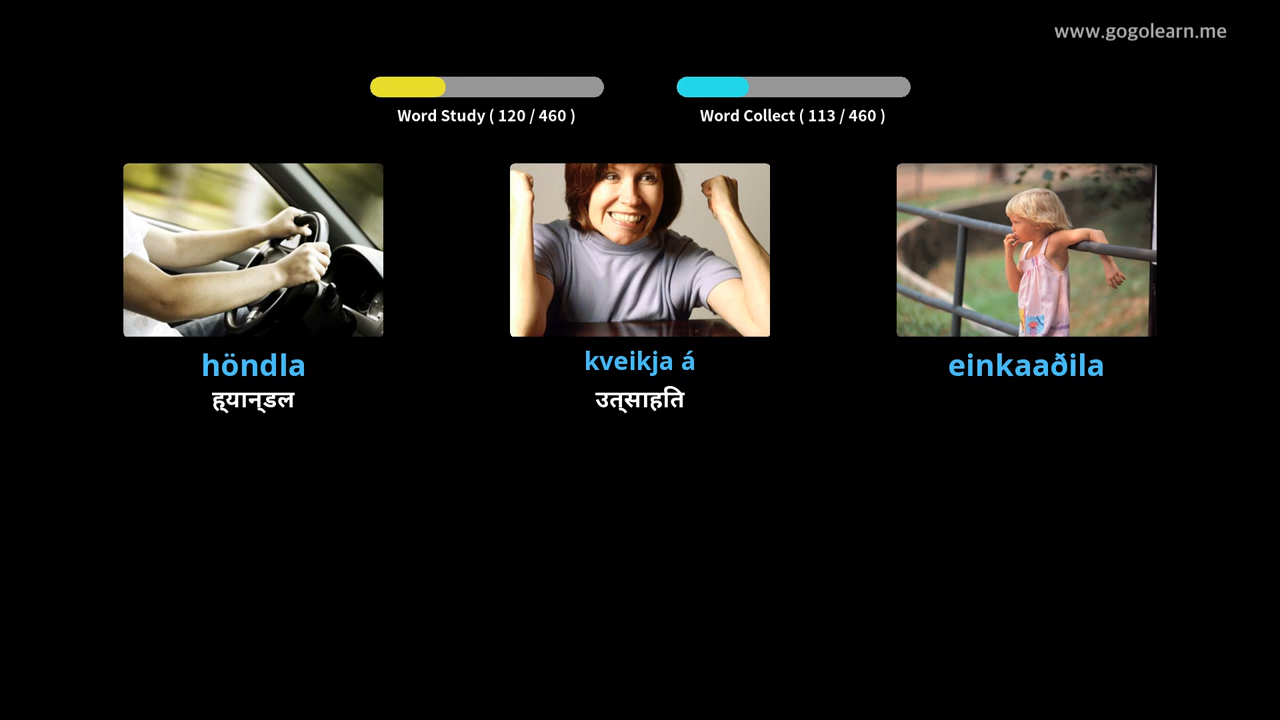 www.gogolearn.me
Word Study ( 120 / 460 )
Word Collect ( 113 / 460 )
höndla
kveikja á
einkaaðila
ह्यान्डल
उत्साहति